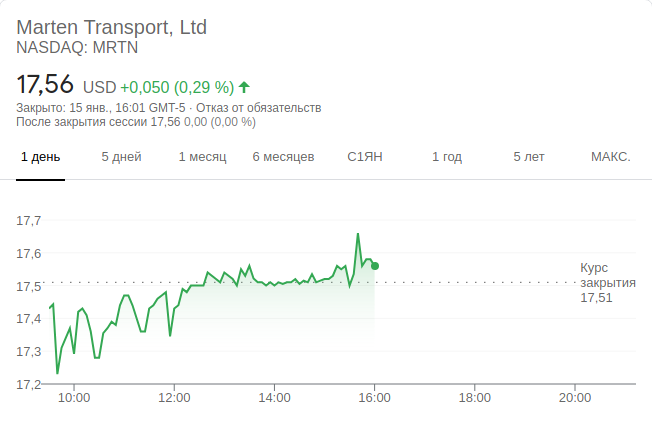 Marten Transport, Ltd
NASDAQ: MRTN
17,56 USD +0,050 (0,29 %)
Закрыто: 15 янв., 16:01 GMT-5 · Отказ от обязательств
После закрытия сессии 17,56 0,00 (0,00 %)
1 день 5 дней 1 месяц 6 месяцев С1ЯН 1 год 5 лет МАКС.
17,7
17,6
17,5
17,4
17,3
17,2
Курс
закрытия
17,51
10:00 12:00 14:00 16:00 18:00 20:00